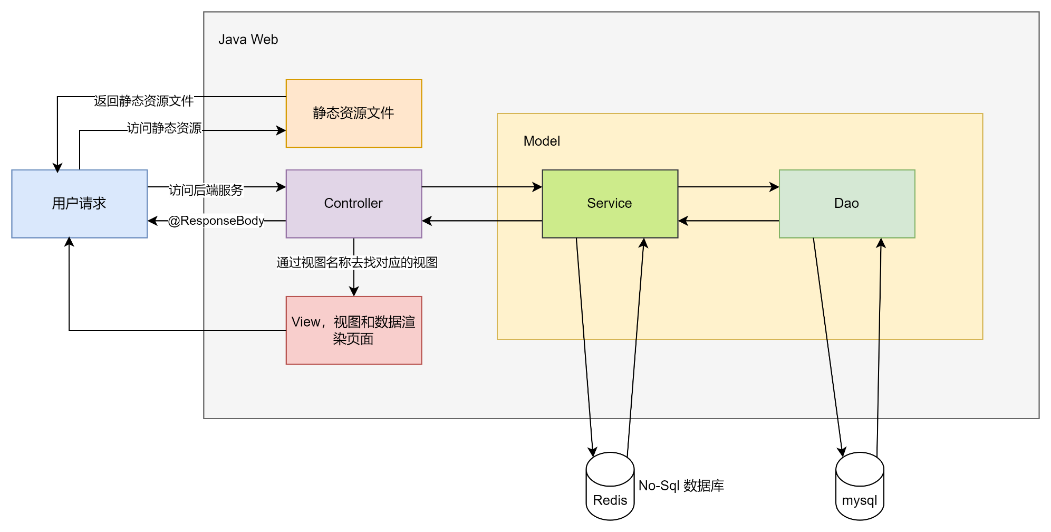 Java Web
返回静态资源文件
静态资源文件
访问静态资源
Model
用户请求
访问后端服务
@ResponseBody
Controller
Service
Dao
通过视图名称去找对应的视图
View，视图和数据渲
染页面
Redis
No-Sql 数据库
mysql